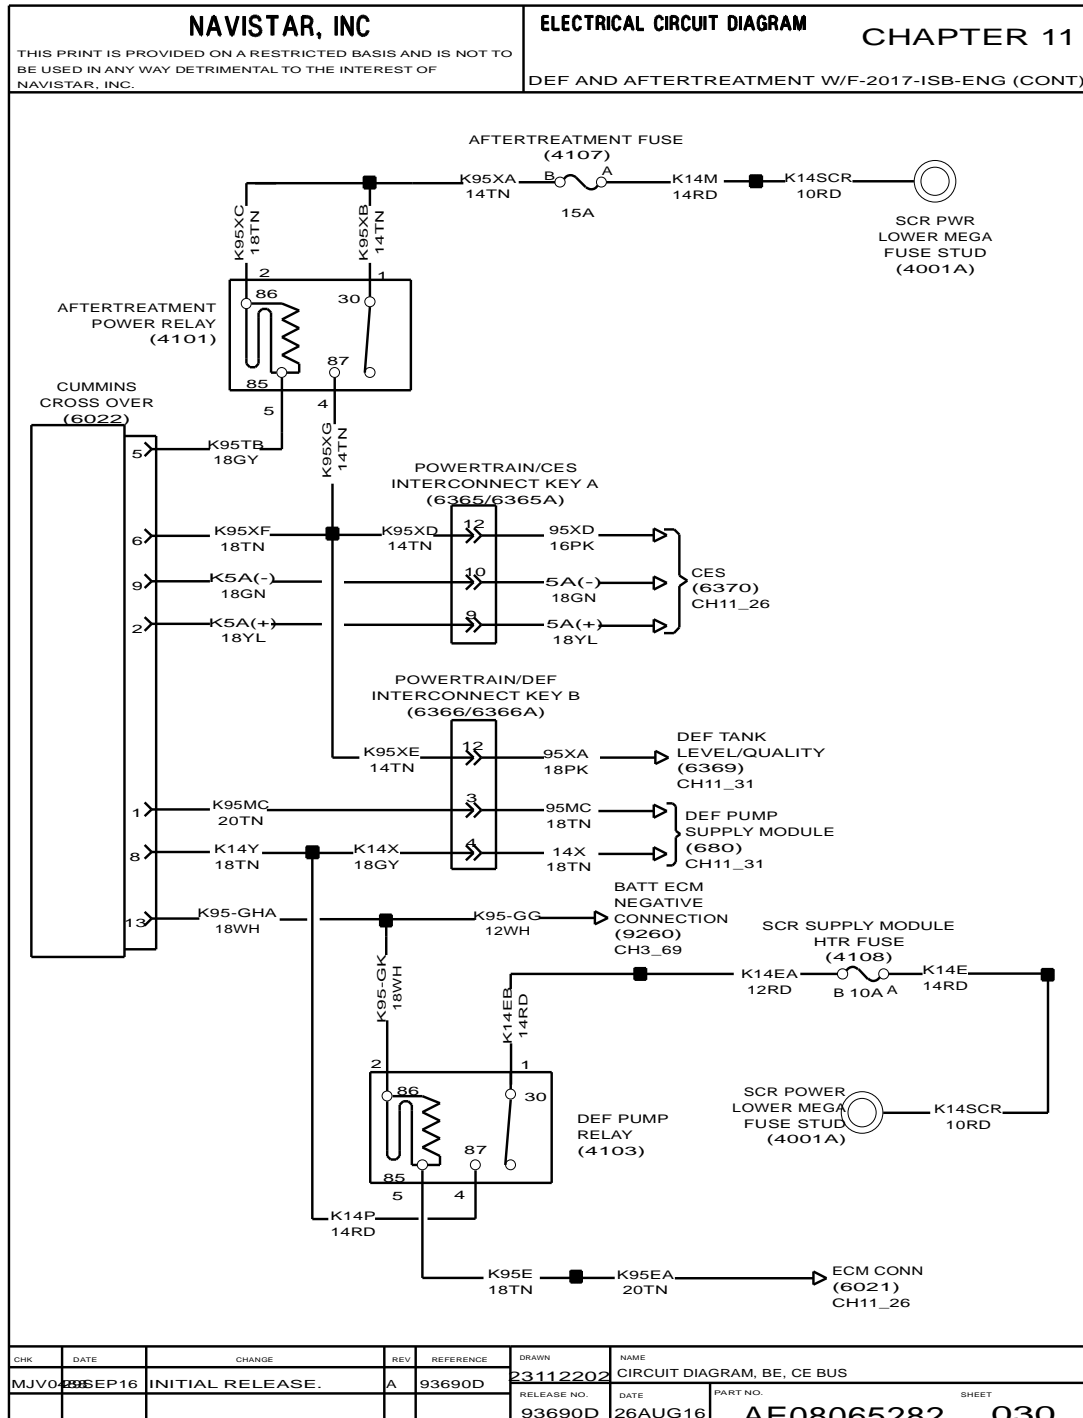 NAVISTAR, INC
THIS PRINT IS PROVIDED ON A RESTRICTED BASIS AND IS NOT TO
BE USED IN ANY WAY DETRIMENTAL TO THE INTEREST OF
NAVISTAR, INC.
ELECTRICAL CIRCUIT DIAGRAM
CHAPTER 11
DEF AND AFTERTREATMENT W/F-2017-ISB-ENG (CONT)
AFTERTREATMENT FUSE
(4107)
B
A
15A
K95XA
14TN
K14M
14RD
K14SCR
10RD
SCR PWR
LOWER MEGA
FUSE STUD
(4001A)
K95XC
18TN
K95XB
14TN
2
1
86
30
87
85
5
4
AFTERTREATMENT
POWER RELAY
(4101)
CUMMINS
CROSS OVER
(6022)
5
K95TB
18GY
K95XG
14TN
POWERTRAIN/CES
INTERCONNECT KEY A
(6365/6365A)
6
K95XF
18TN
K95XD
14TN
12
95XD
16PK
9
K5A(-)
18GN
10
5A(-)
18GN
2
K5A(+)
18YL
9
5A(+)
18YL
CES
(6370)
CH11_26
POWERTRAIN/DEF
INTERCONNECT KEY B
(6366/6366A)
K95XE
14TN
12
95XA
18PK
DEF TANK
LEVEL/QUALITY
(6369)
CH11_31
1
K95MC
20TN
3
95MC
18TN
8
K14Y
18TN
K14X
18GY
4
14X
18TN
DEF PUMP
SUPPLY MODULE
(680)
CH11_31
13
K95-GHA
18WH
K95-GG
12WH
BATT ECM
NEGATIVE
CONNECTION
(9260)
CH3_69
SCR SUPPLY MODULE
HTR FUSE
(4108)
K14EA
12RD
B 10A A
K14E
14RD
K95-GK
18WH
K14EB
14RD
2
1
86
30
87
85
5
4
DEF PUMP
RELAY
(4103)
SCR POWER
LOWER MEGA
FUSE STUD
(4001A)
K14SCR
10RD
K14P
14RD
K95E
18TN
K95EA
20TN
ECM CONN
(6021)
CH11_26
CHK
DATE
CHANGE
REV
REFERENCE
DRAWN
NAME
INITIAL RELEASE.
A
93690D
23112202
CIRCUIT DIAGRAM, BE, CE BUS
RELEASE NO.
DATE
PART NO.
SHEET
93690D
26AUG16
AE08065282
030